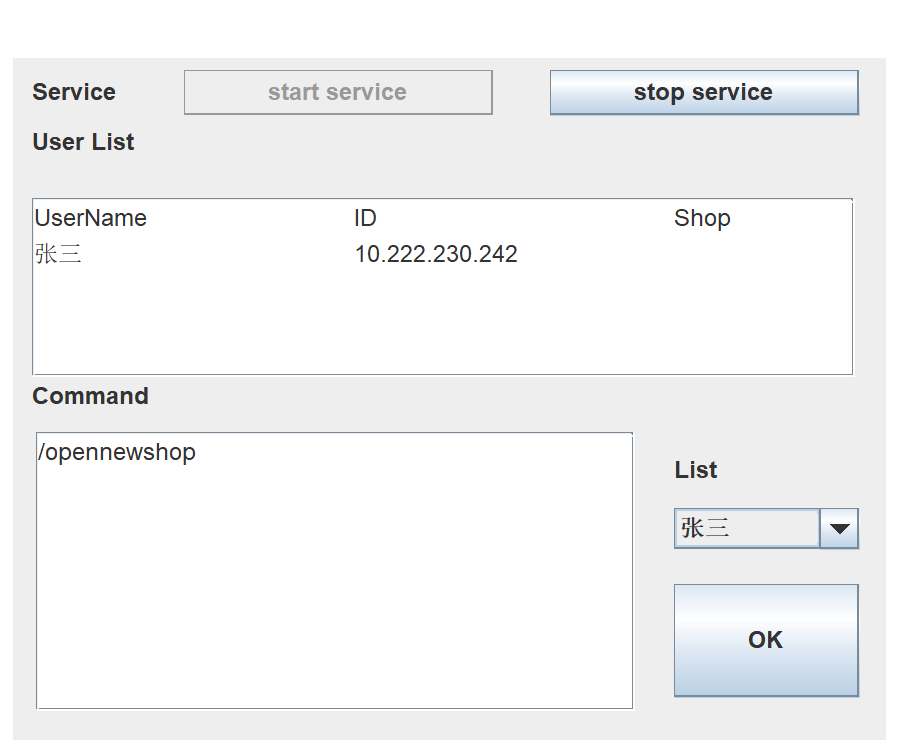 Service start service stop service
User List
UserName ID Shop
张三 10.222.230.242
Command
/opennewshop
List
张三
OK